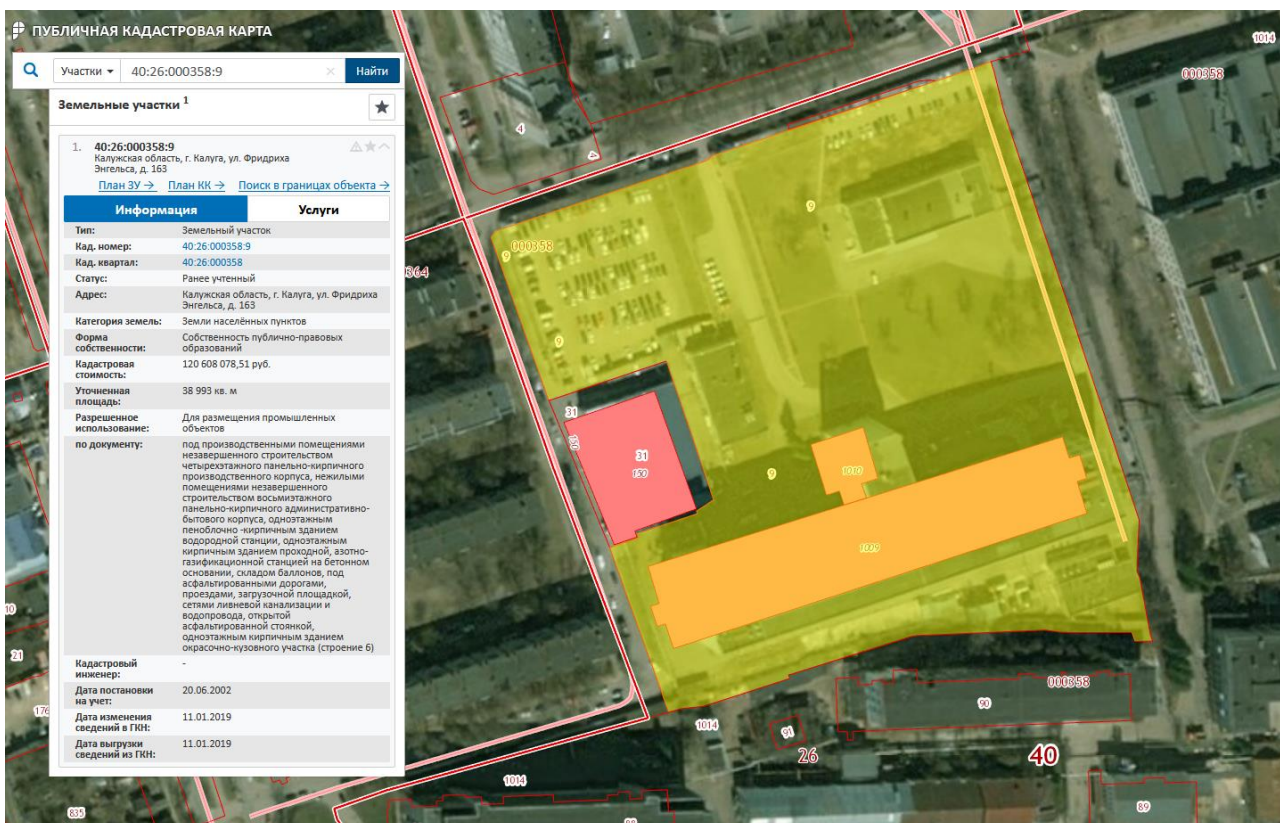 ПУБЛИЧНАЯ КАДАСТРОВАЯ КАРТА
Участки 40:26:000358:9 × Найти
Земельные участки 1
1. 40:26:000358:9
Калужская область, г. Калуга, ул. Фридриха
Энгельса, д. 163
План ЗУ → План КК → Поиск в границах объекта →
Информация Услуги
Тип: Земельный участок
Кад. номер: 40:26:000358:9
Кад. квартал: 40:26:000358
Статус: Ранее учтенный
Адрес: Калужская область, г. Калуга, ул. Фридриха
Энгельса, д. 163
Категория земель: Земли населённых пунктов
Форма Собственность публично-правовых
собственности: образований
Кадастровая 120 608 078,51 руб.
стоимость:
Уточненная 38 993 кв. м
площадь:
Разрешенное Для размещения промышленных
использование: объектов
по документу: под производственными помещениями
незавершенного строительством
четырехэтажного панельно-кирпичного
производственного корпуса, нежилыми
помещениями незавершенного
строительством восьмиэтажного
панельно-кирпичного административно-
бытового корпуса, одноэтажным
пеноблочно -кирпичным зданием
водородной станции, одноэтажным
кирпичным зданием проходной, азотно-
газификационной станцией на бетонном
основании, складом баллонов, под
асфальтированными дорогами,
проездами, загрузочной площадкой,
сетями ливневой канализации и
водопровода, открытой
асфальтированной стоянкой,
одноэтажным кирпичным зданием
окрасочно-кузовного участка (строение 6)
Кадастровый -
инженер:
Дата постановки 20.06.2002
на учет:
Дата изменения 11.01.2019
сведений в ГКН:
Дата выгрузки 11.01.2019
сведений из ГКН:
1014
000358
4
4
9
000358
9
9
31
31
150
9
1010
1009
000358
90
1014
91
26
40
1014
89
835
21